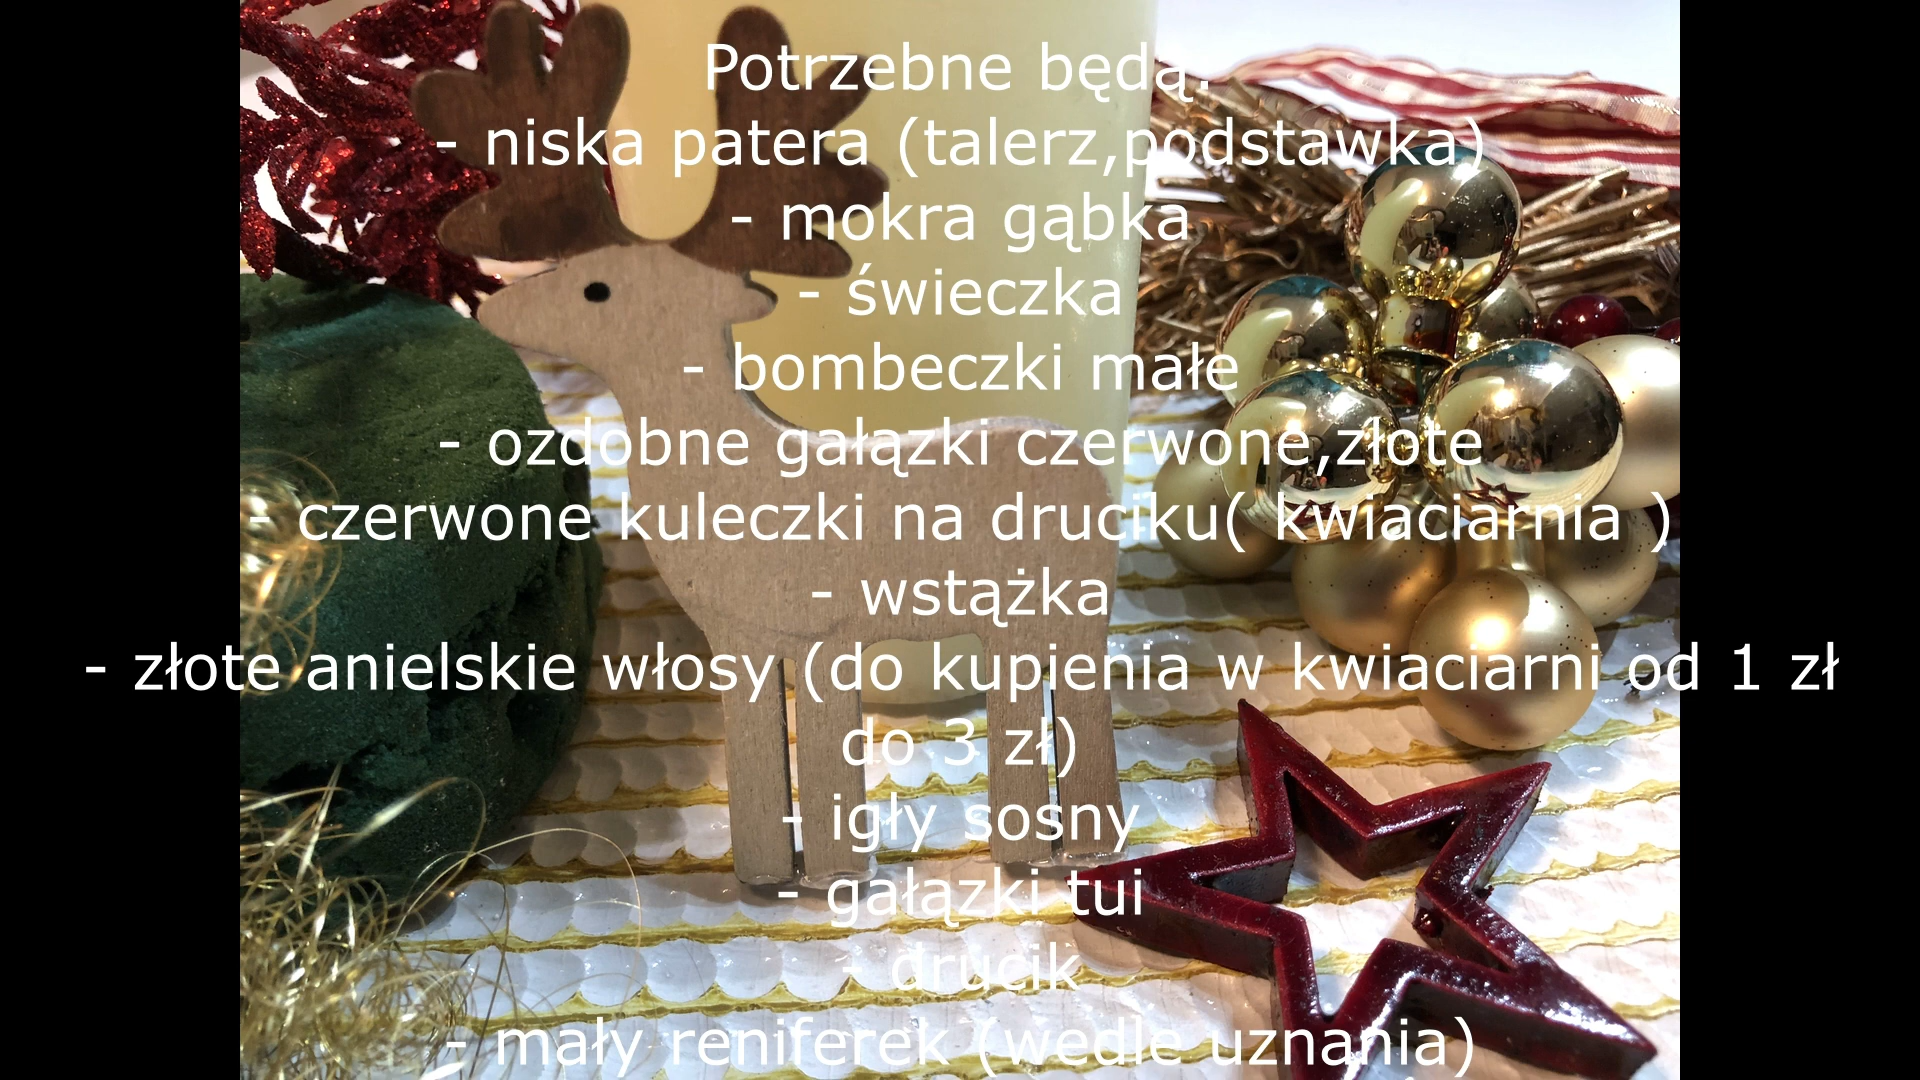 Potrzebne będą:
- niska patera (talerz,podstawka)
- mokra gąbka
- świeczka
- bombeczki małe
- ozdobne gałązki czerwone,złote
- czerwone kuleczki na druciku( kwiaciarnia )
- wstążka
- złote anielskie włosy (do kupienia w kwiaciarni od 1 zł
do 3 zł)
- igły sosny
- gałązki tui
- drucik
- mały reniferek (wedle uznania)